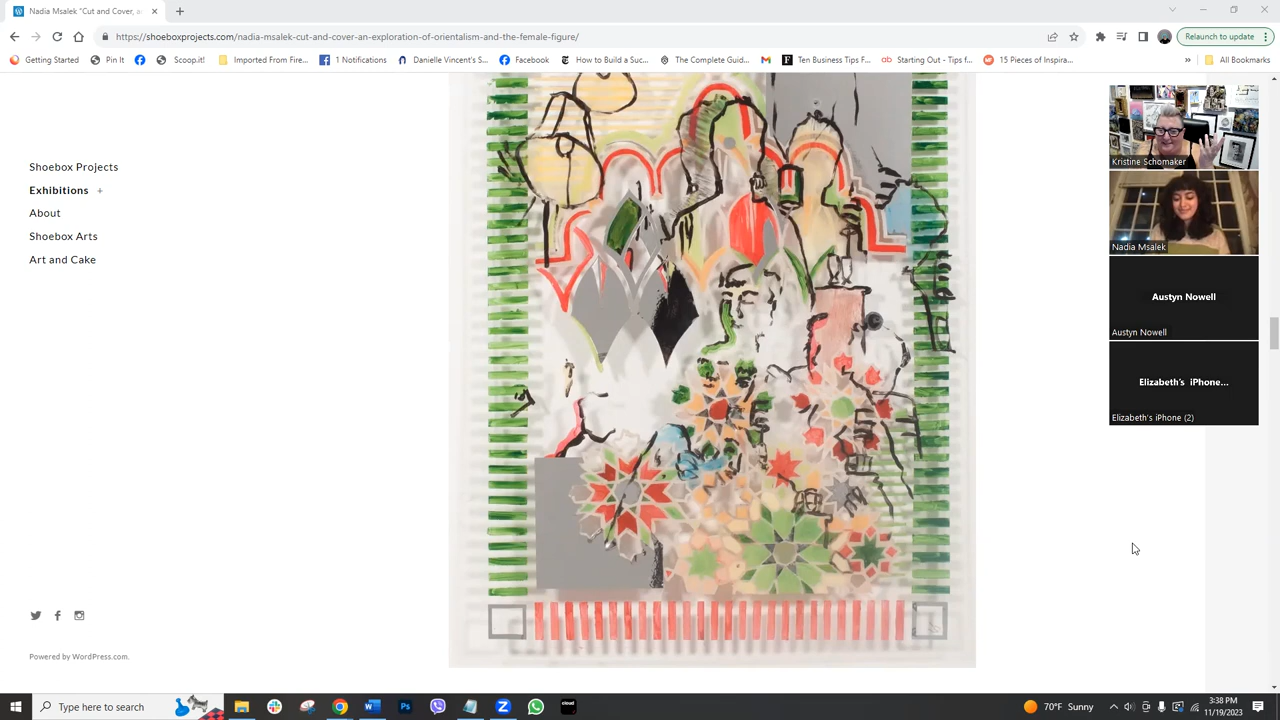 Nadia Msalek "Cut and Cover, an
https://shoeboxprojects.com/nadia-msalek-cut-and-cover-an-exploration-of-orientalism-and-the-female-figure/
Relaunch to update
Getting Started
Pin It
Scoop.it!
Imported From Fire...
1 Notifications
Danielle Vincent's S...
Facebook
How to Build a Suc...
The Complete Guid...
Ten Business Tips F...
Starting Out - Tips f...
15 Pieces of Inspira...
»
All Bookmarks
Shoebox Projects
Exhibitions +
About
Shoebox Arts
Art and Cake
Powered by WordPress.com.
Kristine Schomaker
Nadia Msalek
Austyn Nowell
Austyn Nowell
Elizabeth's iPhone...
Elizabeth's iPhone (2)
Type here to search
cloud
70°F Sunny
3:38 PM
11/19/2023